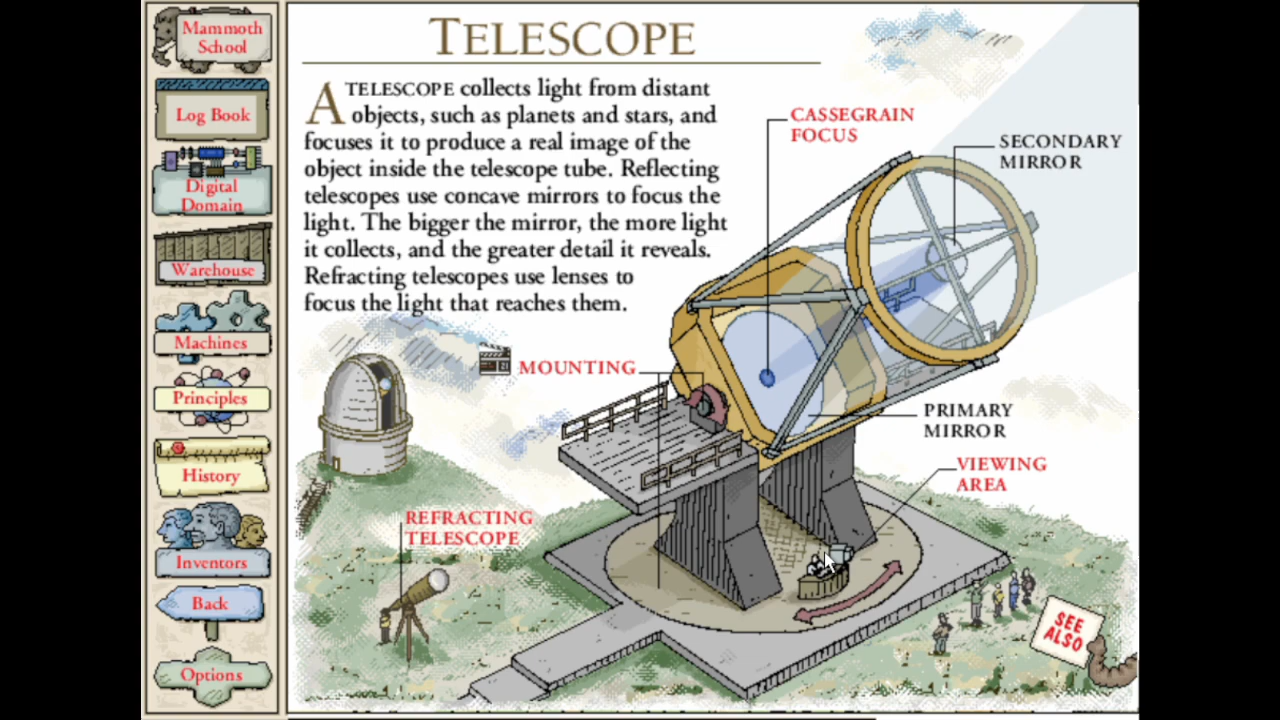 Mammoth
School
Log Book
Digital
Domain
Warehouse
Machines
Principles
History
Inventors
Back
Options
TELESCOPE
A TELESCOPE collects light from distant
objects, such as planets and stars, and
focuses it to produce a real image of the
object inside the telescope tube. Reflecting
telescopes use concave mirrors to focus the
light. The bigger the mirror, the more light
it collects, and the greater detail it reveals.
Refracting telescopes use lenses to
focus the light that reaches them.
CASSEGRAIN
FOCUS
SECONDARY
MIRROR
MOUNTING
PRIMARY
MIRROR
VIEWING
AREA
REFRACTING
TELESCOPE
SEE
ALSO